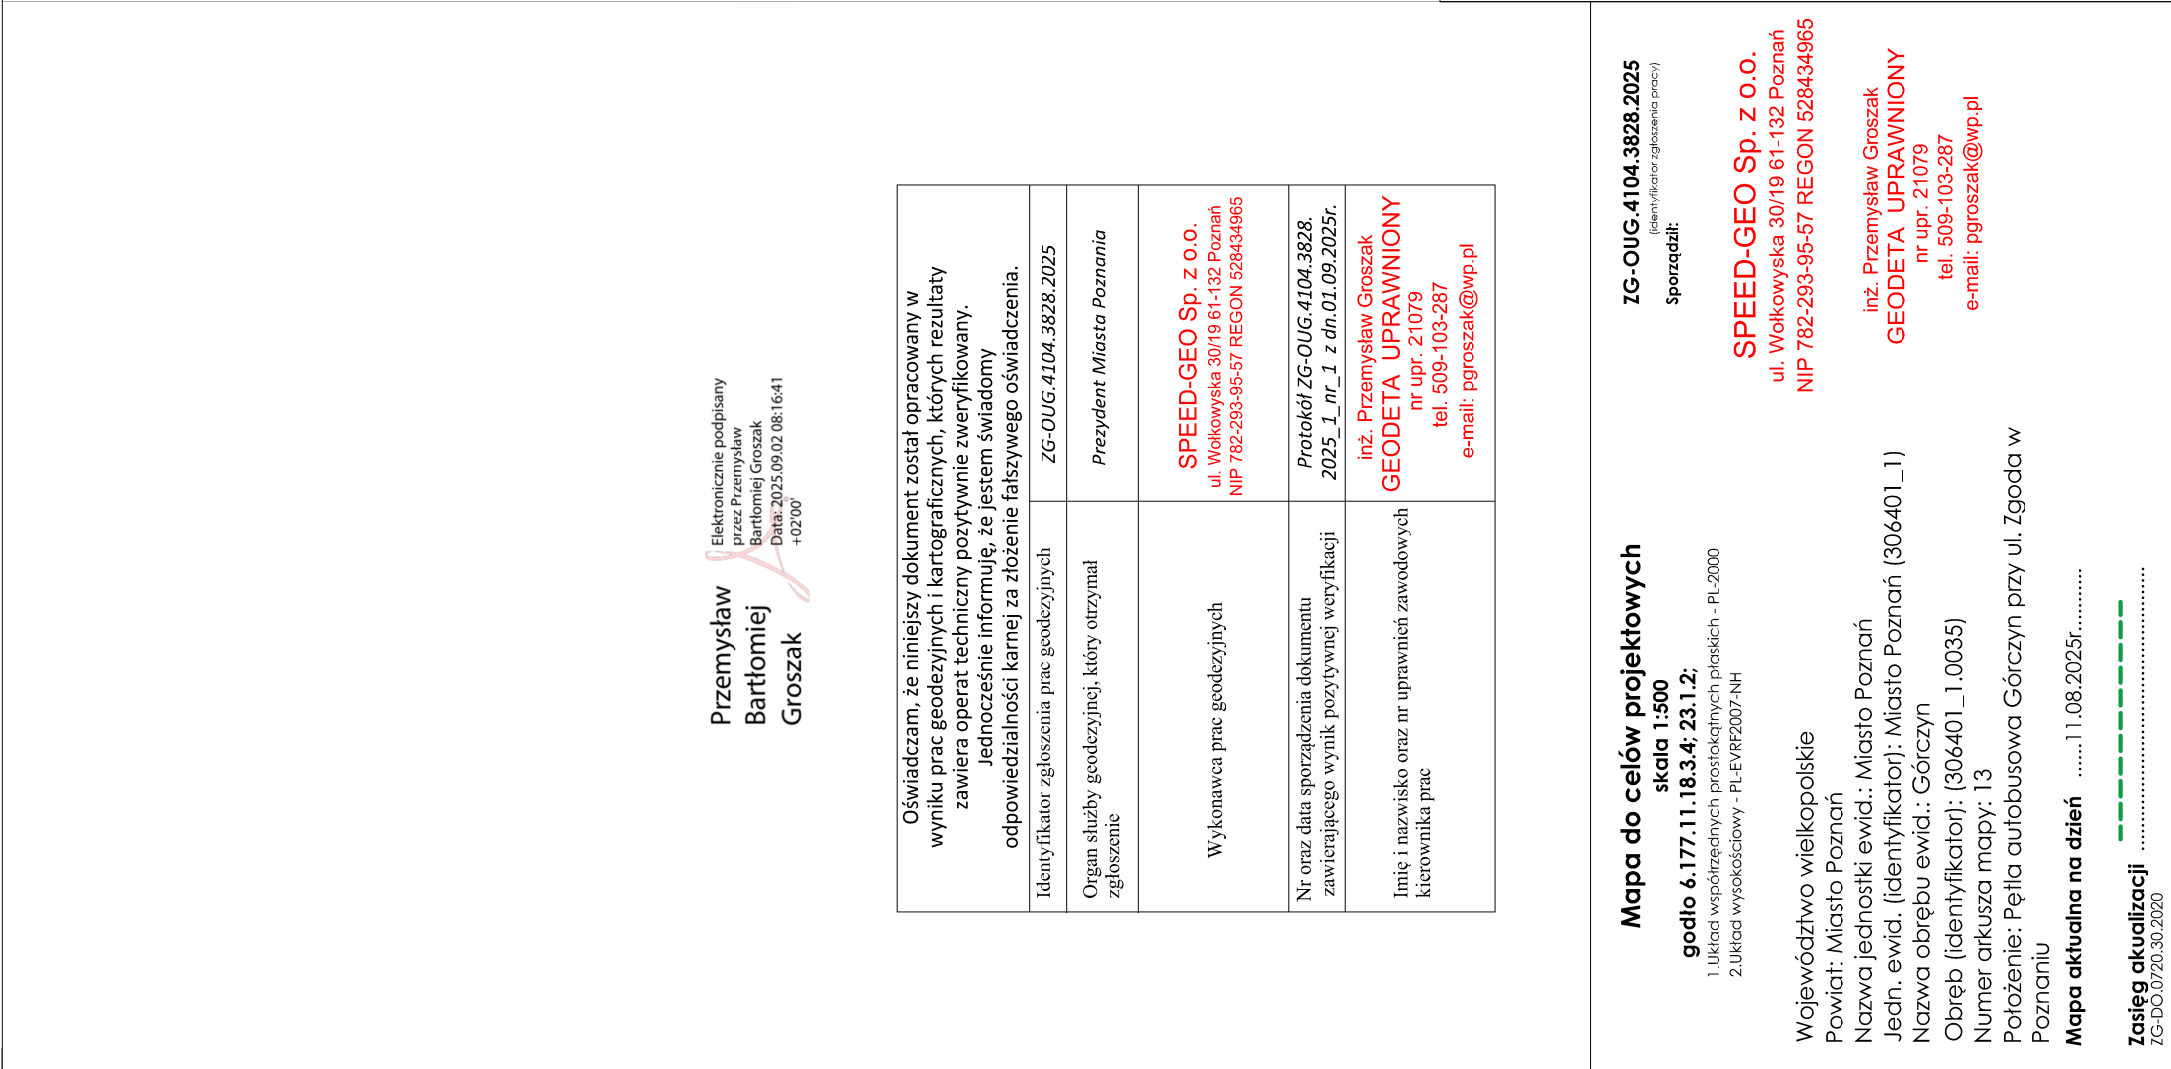 Przemysław
Bartłomiej
Groszak
Elektronicznie podpisany
przez Przemysław
Bartłomiej Groszak
Data: 2025.09.02 08:16:41
+02'00'
Oświadczam, że niniejszy dokument został opracowany w
wyniku prac geodezyjnych i kartograficznych, których rezultaty
zawiera operat techniczny pozytywnie zweryfikowany.
Jednocześnie informuję, że jestem świadomy
odpowiedzialności karnej za złożenie fałszywego oświadczenia.
Identyfikator zgłoszenia prac geodezyjnych
ZG-OUG.4104.3828.2025
Organ służby geodezyjnej, który otrzymał
zgłoszenie
Prezydent Miasta Poznania
Wykonawca prac geodezyjnych
SPEED-GEO Sp. z o.o.
ul. Wołkowyska 30/19 61-132 Poznań
NIP 782-293-95-57 REGON 528434965
Nr oraz data sporządzenia dokumentu
zawierającego wynik pozytywnej weryfikacji
Protokół ZG-OUG.4104.3828.
2025_1_nr_1 z dn.01.09.2025r.
Imię i nazwisko oraz nr uprawnień zawodowych
kierownika prac
inż. Przemysław Groszak
GEODETA UPRAWNIONY
nr upr. 21079
tel. 509-103-287
e-mail: pgroszak@wp.pl
Mapa do celów projektowych
skala 1:500
godło 6.177.11.18.3.4; 23.1.2;
1.Układ współrzędnych prostokątnych płaskich - PL-2000
2.Układ wysokościowy - PL-EVRF2007-NH
ZG-OUG.4104.3828.2025
(identyfikator zgłoszenia pracy)
Sporządził:
SPEED-GEO Sp. z o.o.
ul. Wołkowyska 30/19 61-132 Poznań
NIP 782-293-95-57 REGON 528434965
inż. Przemysław Groszak
GEODETA UPRAWNIONY
nr upr. 21079
tel. 509-103-287
e-mail: pgroszak@wp.pl
Województwo wielkopolskie
Powiat: Miasto Poznań
Nazwa jednostki ewid.: Miasto Poznań
Jedn. ewid. (identyfikator): Miasto Poznań (306401_1)
Nazwa obrębu ewid.: Górczyn
Obręb (identyfikator): (306401_1.0035)
Numer arkusza mapy: 13
Położenie: Pętla autobusowa Górczyn przy ul. Zgoda w
Poznaniu
Mapa aktualna na dzień ......11.08.2025r...........
Zasięg akualizacji ................................................
ZG-DO.0720.30.2020